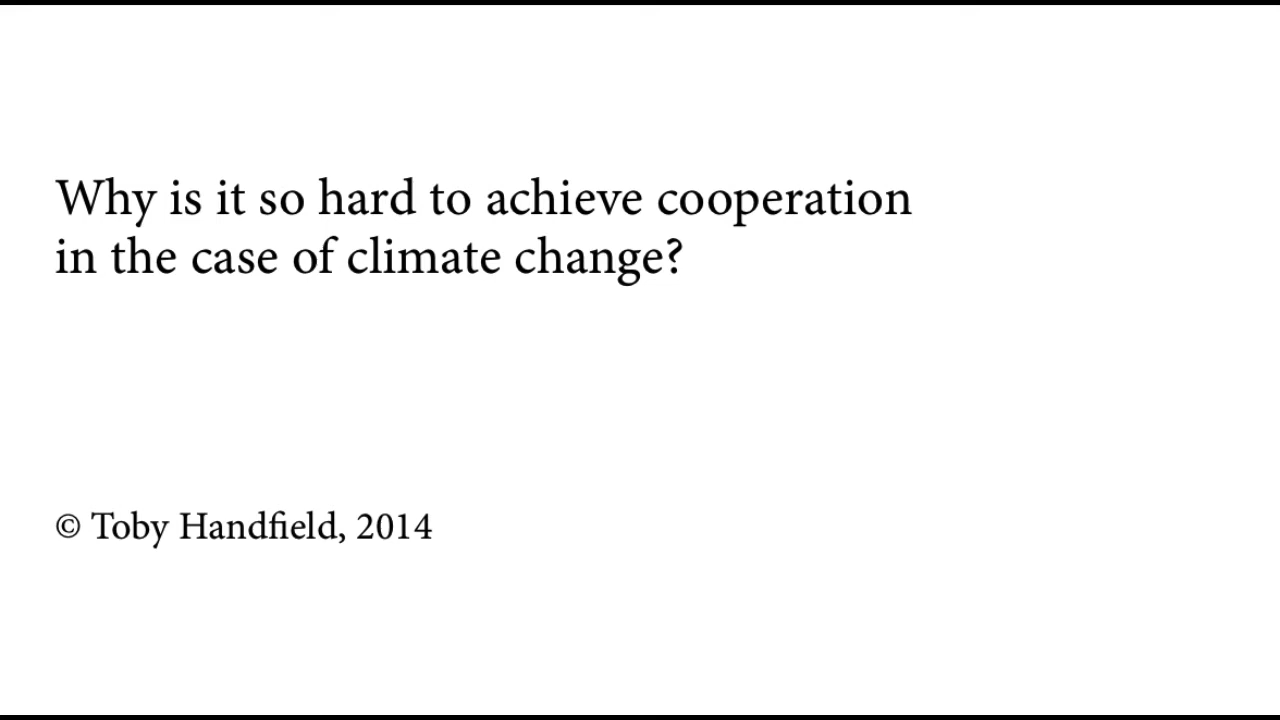 Why is it so hard to achieve cooperation
in the case of climate change?
© Toby Handfield, 2014